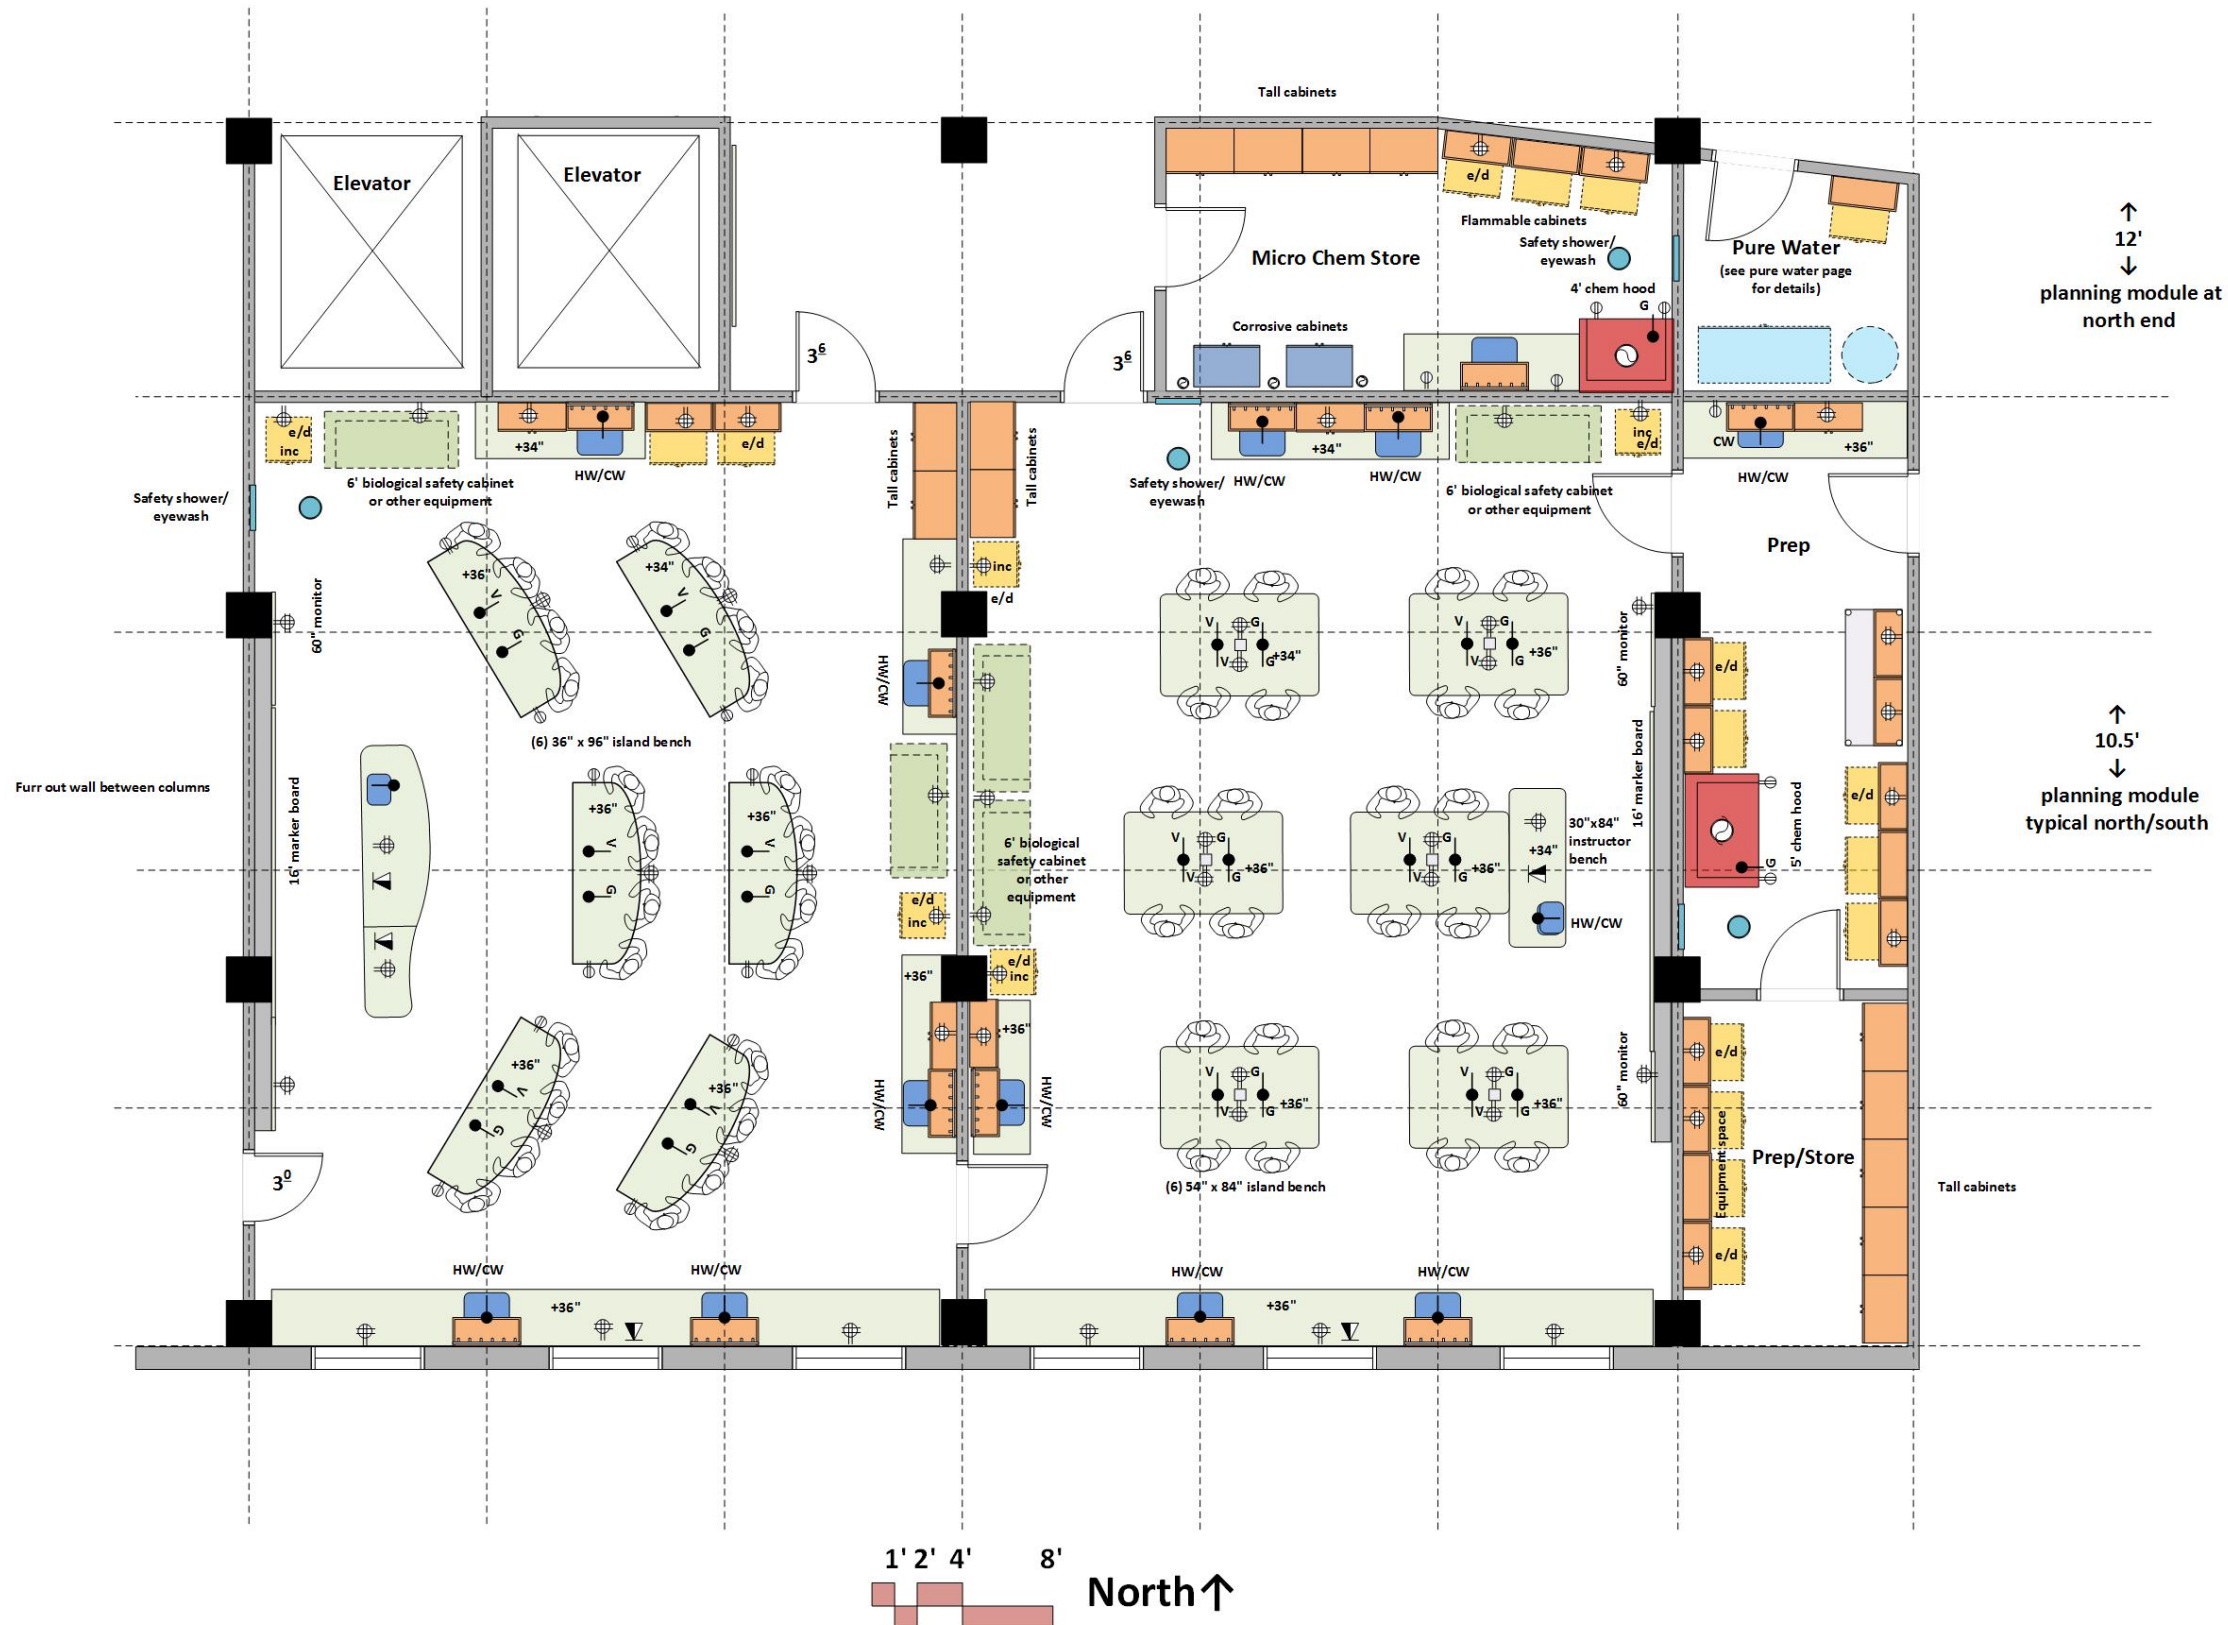 Tall cabinets
Elevator
Elevator
e/d
Flammable cabinets
Safety shower/
eyewash
Micro Chem Store
4' chem hood
G
Corrosive cabinets
Pure Water
(see pure water page
for details)
↑
12'
↓
planning module at
north end
3 6
3 6
e/d
inc
+34"
HW/CW
e/d
6' biological safety cabinet
or other equipment
Safety shower/
eyewash
Tall cabinets
Tall cabinets
Safety shower/
eyewash
HW/CW
+34"
HW/CW
6' biological safety cabinet
or other equipment
inc
e/d
CW
HW/CW
+36"
Prep
inc
e/d
60" monitor
+36"
V
G
+34"
V
G
HW/CW
(6) 36" x 96" island bench
V
G
V
G
+34"
V
G
V
G
+36"
60" monitor
e/d
↑
10.5'
↓
planning module
typical north/south
Furr out wall between columns
16' marker board
+36"
V
G
+36"
V
G
e/d
inc
6' biological
safety cabinet
or other
equipment
V
G
V
G
+36"
V
G
V
G
+36"
30"x84"
instructor
bench
+34"
HW/CW
16' marker board
G
5' chem hood
e/d
+36"
e/d
inc
+36"
+36"
V
G
+36"
V
G
HW/CW
HW/CW
V
G
V
G
+36"
V
G
V
G
+36"
60" monitor
e/d
Equipment space
e/d
Prep/Store
Tall cabinets
(6) 54" x 84" island bench
3 0
HW/CW
HW/CW
+36"
HW/CW
HW/CW
+36"
1' 2' 4' 8'
North↑